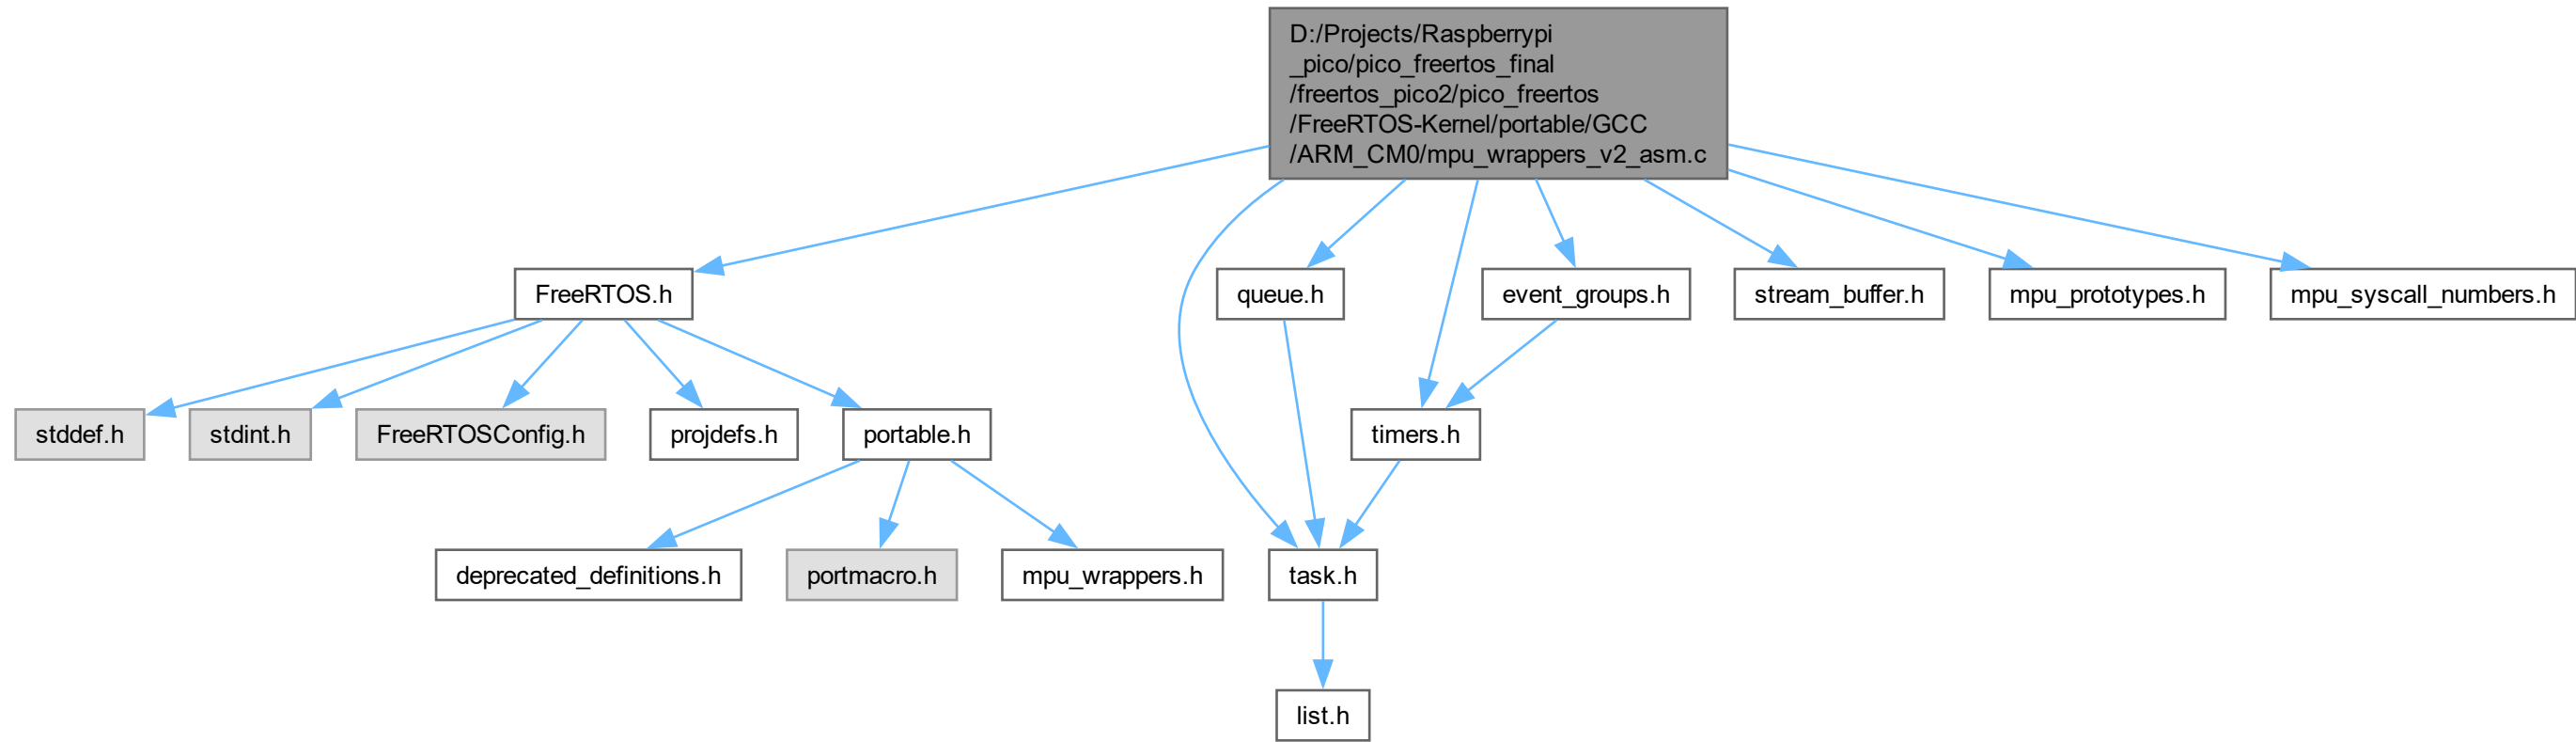 D:/Projects/Raspberrypi
_pico/pico_freertos_final
/freertos_pico2/pico_freertos
/FreeRTOS-Kernel/portable/GCC
/ARM_CM0/mpu_wrappers_v2_asm.c
FreeRTOS.h
queue.h
event_groups.h
stream_buffer.h
mpu_prototypes.h
mpu_syscall_numbers.h
stddef.h
stdint.h
FreeRTOSConfig.h
projdefs.h
portable.h
timers.h
deprecated_definitions.h
portmacro.h
mpu_wrappers.h
task.h
list.h